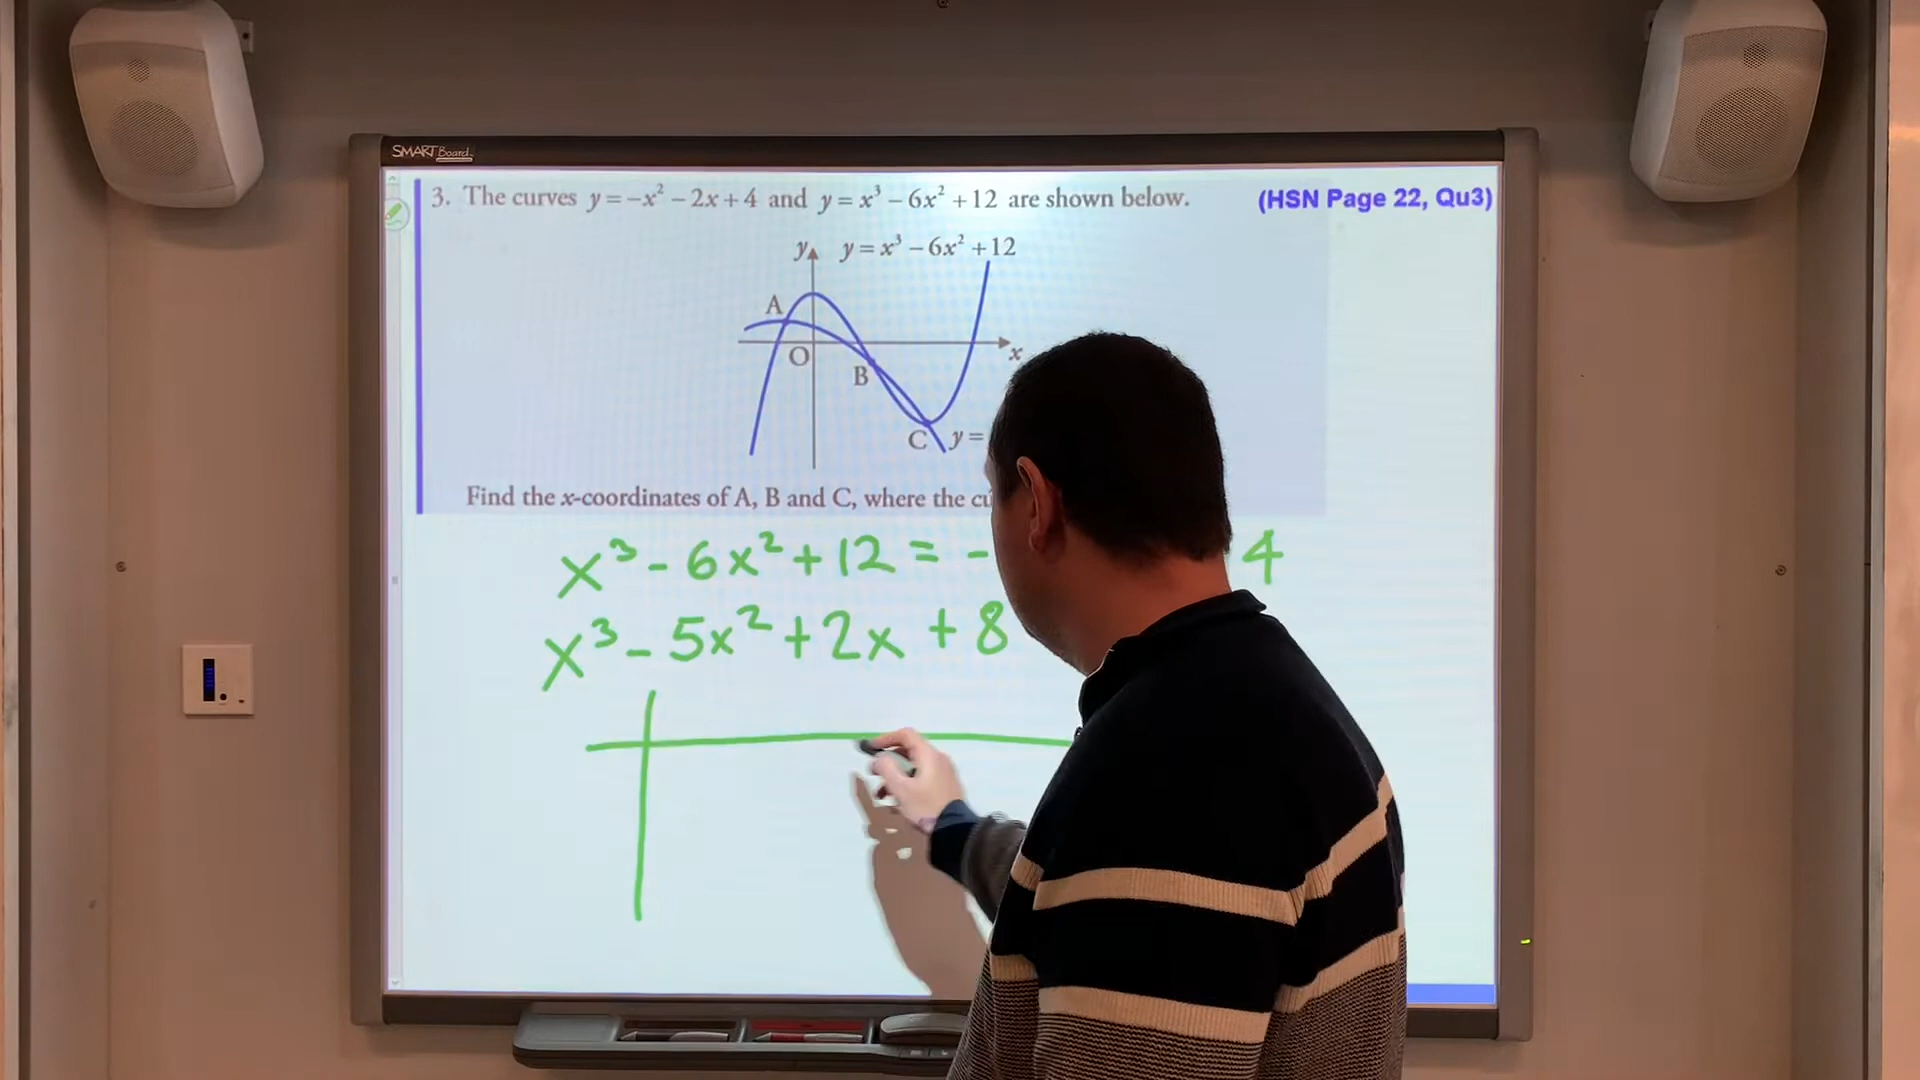 SMART Board
3. The curves y = −x² − 2x + 4 and y = x³ − 6x² + 12 are shown below.
(HSN Page 22, Qu3)
y
y = x³ − 6x² + 12
A
O
x
B
C
y =
Find the x-coordinates of A, B and C, where the
x³ - 6x² + 12 = - 4
x³ - 5x² + 2x + 8